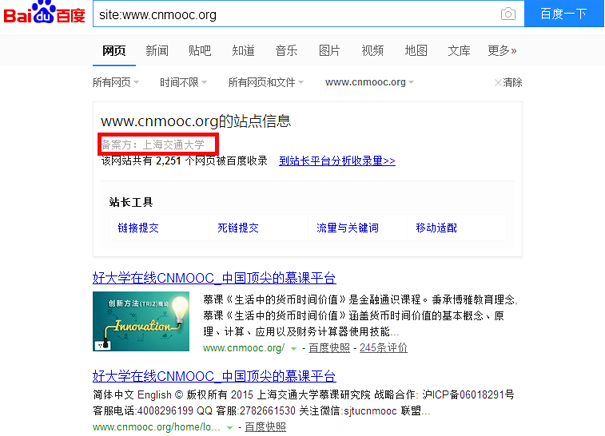 Bai du 百度
site:www.cnmooc.org
百度一下
网页 新闻 贴吧 知道 音乐 图片 视频 地图 文库 更多»
所有网页 时间不限 所有网页和文件 www.cnmooc.org ×清除
www.cnmooc.org的站点信息
备案方：上海交通大学
该网站共有 2,251 个网页被百度收录 到站长平台分析收录量>>
站长工具
链接提交 死链提交 流量与关键词 移动适配
好大学在线CNMOOC_中国顶尖的慕课平台
创新方法(TRIZ)概论
Innovation
慕课《生活中的货币时间价值》是金融通识课程。秉承博雅教育理念,
慕课《生活中的货币时间价值》涵盖货币时间价值的基本概念、原
理、计算、应用以及财务计算器使用技能...
www.cnmooc.org/ - 百度快照 - 245条评价
好大学在线CNMOOC_中国顶尖的慕课平台
简体中文 English © 版权所有 2015 上海交通大学慕课研究院 战略合作: 沪ICP备06018291号
客服电话:4008296199 QQ 客服:2782661530 关注微信:sjtucnmooc 联盟...
www.cnmooc.org/home/lo... - 百度快照